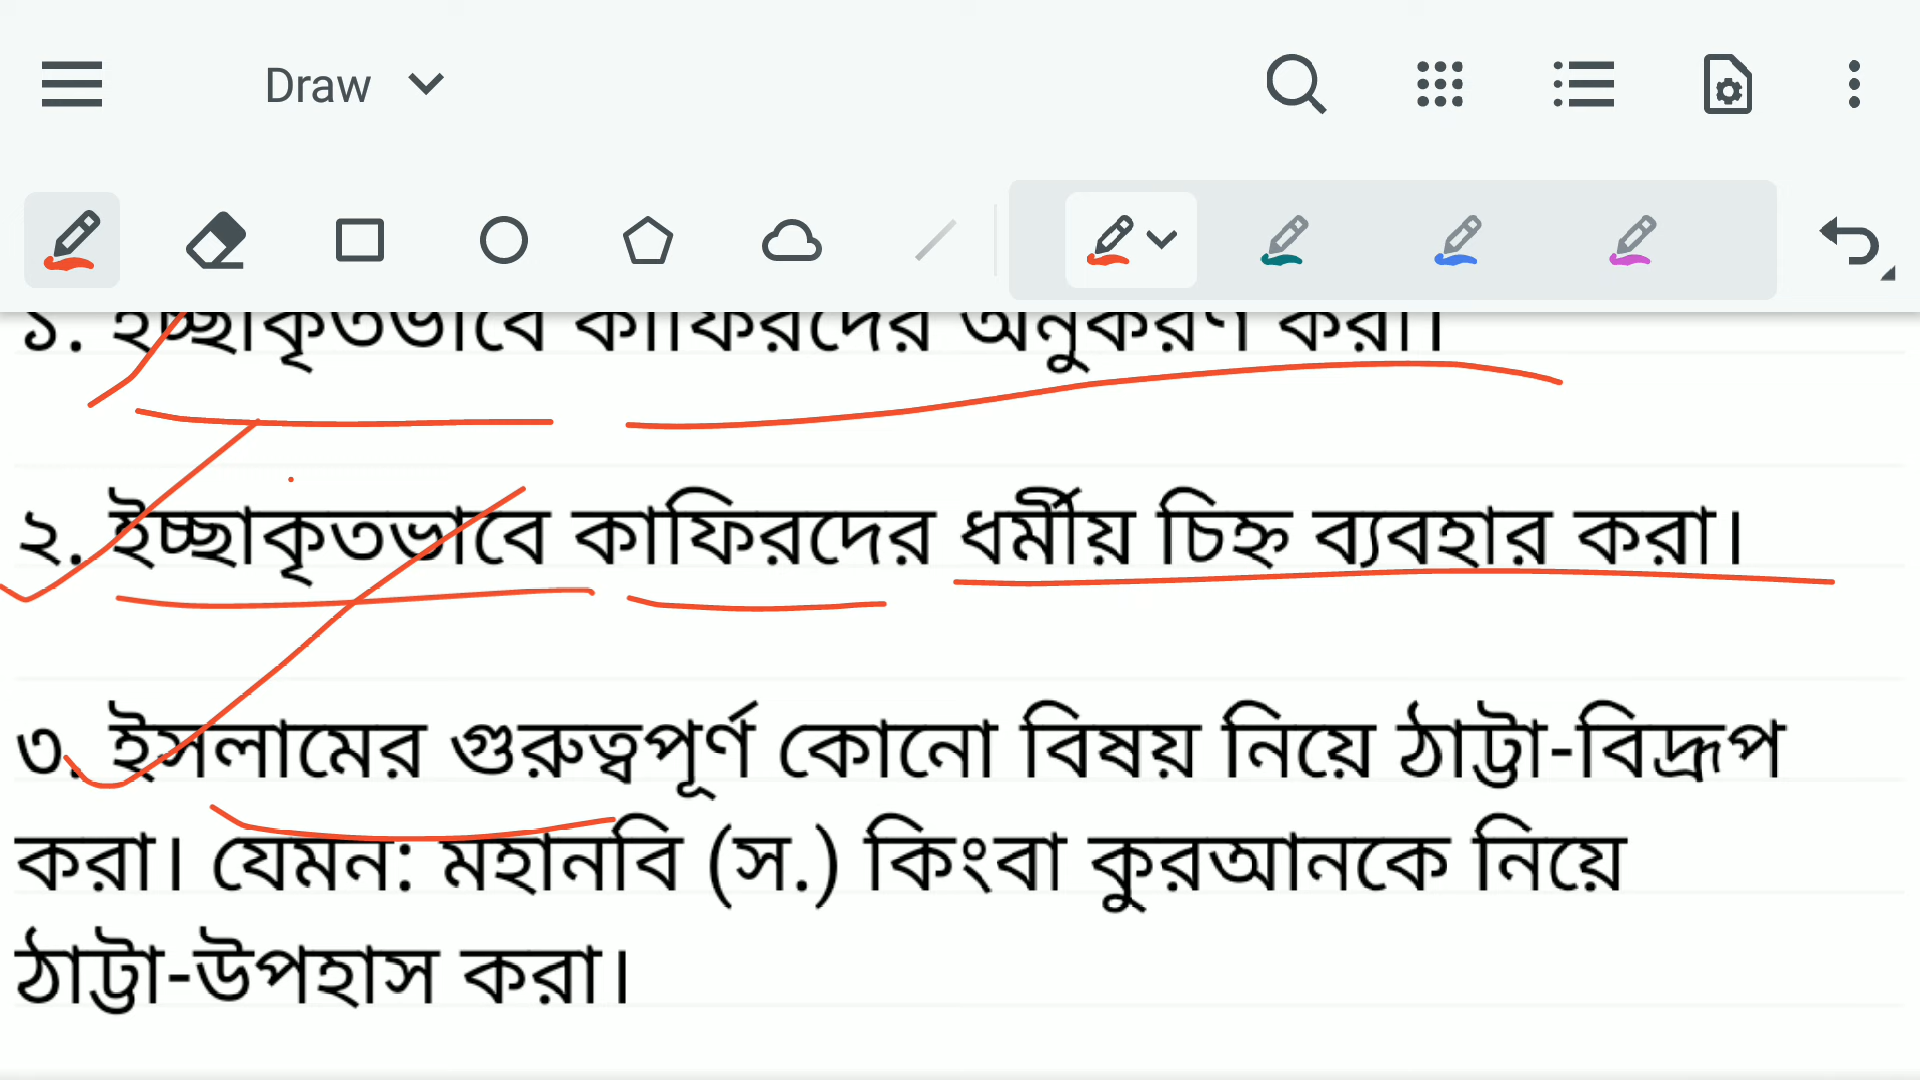 Draw
১. ইচ্ছাকৃতভাবে কাফিরদের অনুকরণ করা।
২. ইচ্ছাকৃতভাবে কাফিরদের ধর্মীয় চিহ্ন ব্যবহার করা।
৩. ইসলামের গুরুত্বপূর্ণ কোনো বিষয় নিয়ে ঠাট্টা-বিদ্রূপ
করা। যেমন: মহানবি (স.) কিংবা কুরআনকে নিয়ে
ঠাট্টা-উপহাস করা।